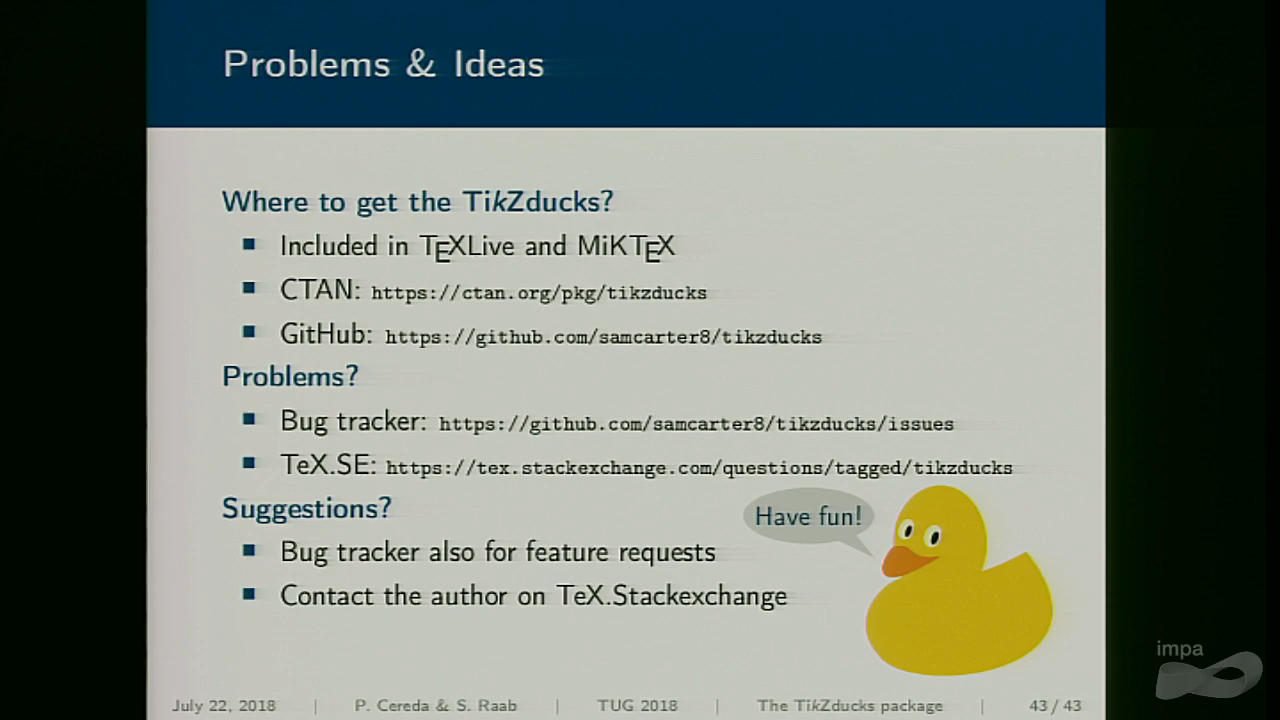 Problems & Ideas
Where to get the TikZducks?
Included in TEXLive and MiKTEX
CTAN: https://ctan.org/pkg/tikzducks
GitHub: https://github.com/samcarter8/tikzducks
Problems?
Bug tracker: https://github.com/samcarter8/tikzducks/issues
TeX.SE: https://tex.stackexchange.com/questions/tagged/tikzducks
Suggestions?
Have fun!
Bug tracker also for feature requests
Contact the author on TeX.Stackexchange
impa
July 22, 2018 | P. Cereda & S. Raab | TUG 2018 | The TikZducks package | 43 / 43